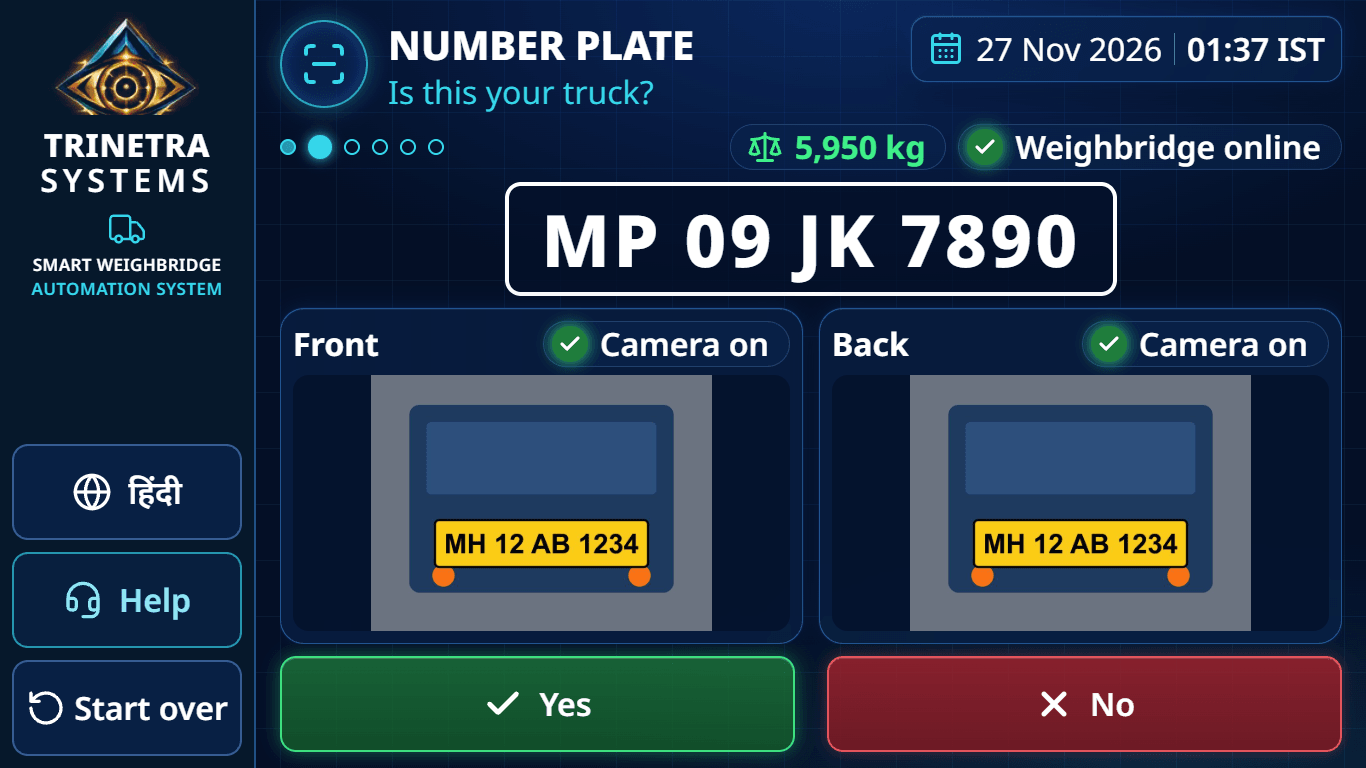 TRINETRA
SYSTEMS
SMART WEIGHBRIDGE
AUTOMATION SYSTEM
हिंदी
Help
Start over
NUMBER PLATE
Is this your truck?
27 Nov 2026 01:37 IST
5,950 kg
Weighbridge online
MP 09 JK 7890
Front
Camera on
MH 12 AB 1234
Back
Camera on
MH 12 AB 1234
Yes
No